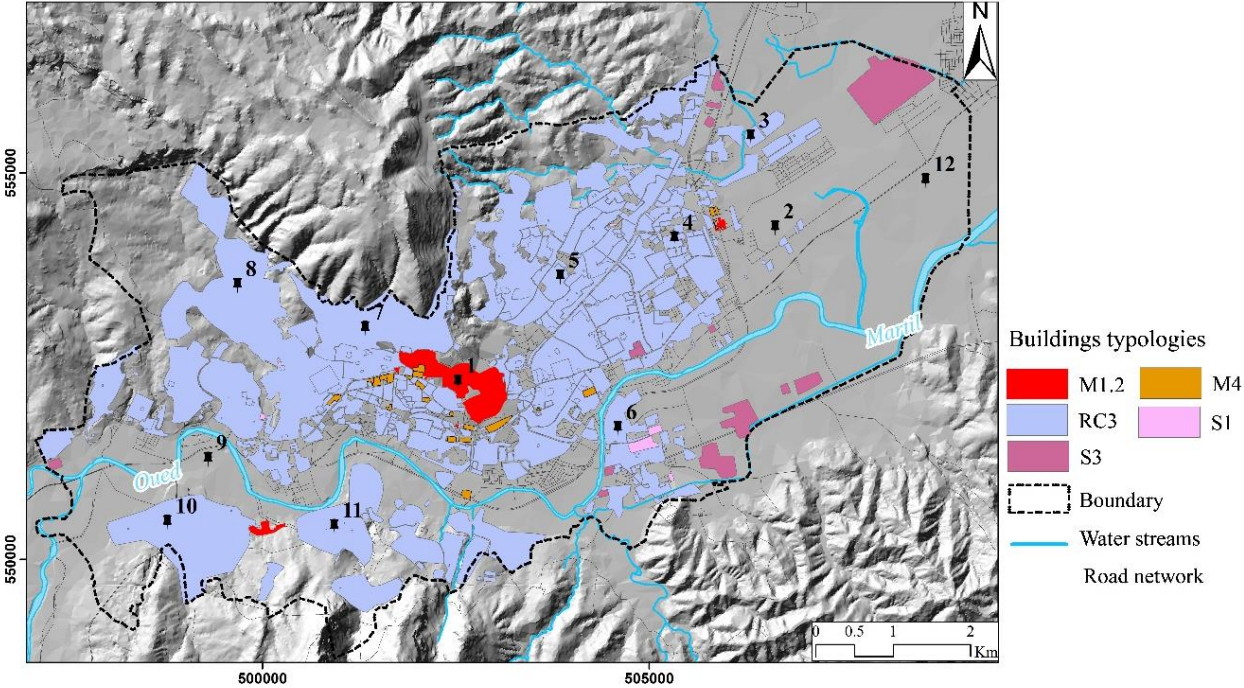 N
3
555000
12
2
4
5
8
7
Martil
1
6
9
Oued
10
11
550000
0 0.5 1 2
Km
500000 505000
Buildings typologies
M1.2 M4
RC3 S1
S3
Boundary
Water streams
Road network